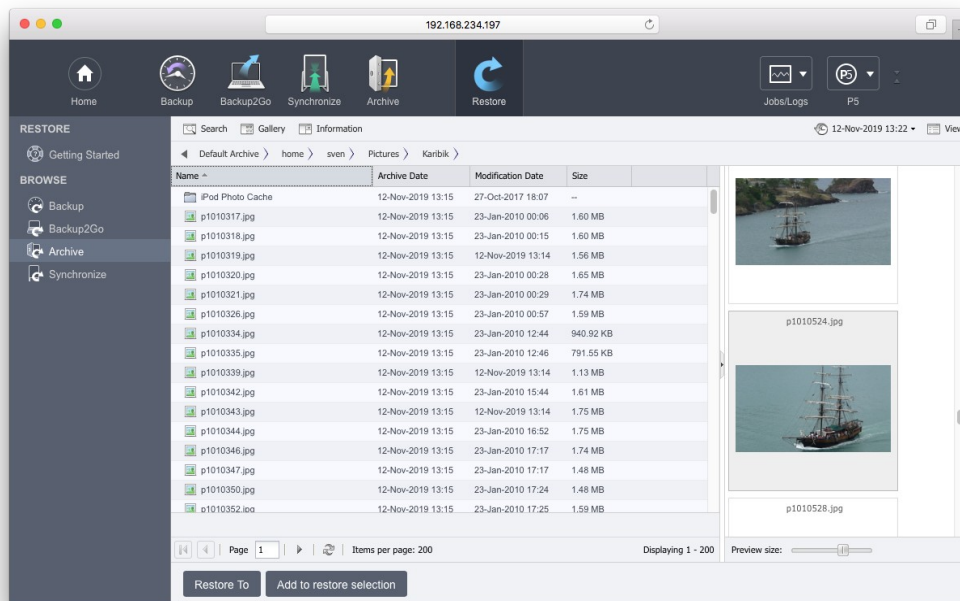 192.168.234.197
Home
Backup
Backup2Go
Synchronize
Archive
Restore
Jobs/Logs
P5
P5
RESTORE
Getting Started
BROWSE
Backup
Backup2Go
Archive
Synchronize
Search Gallery Information
12-Nov-2019 13:22
View
Default Archive home sven Pictures Karibik
Name Archive Date Modification Date Size
iPod Photo Cache 12-Nov-2019 13:15 27-Oct-2017 18:07 --
p1010317.jpg 12-Nov-2019 13:15 23-Jan-2010 00:06 1.60 MB
p1010318.jpg 12-Nov-2019 13:15 23-Jan-2010 00:15 1.60 MB
p1010319.jpg 12-Nov-2019 13:15 12-Nov-2019 13:14 1.56 MB
p1010320.jpg 12-Nov-2019 13:15 23-Jan-2010 00:28 1.65 MB
p1010321.jpg 12-Nov-2019 13:15 23-Jan-2010 00:29 1.74 MB
p1010326.jpg 12-Nov-2019 13:15 23-Jan-2010 00:57 1.59 MB
p1010334.jpg 12-Nov-2019 13:15 23-Jan-2010 12:44 940.92 KB
p1010335.jpg 12-Nov-2019 13:15 23-Jan-2010 12:46 791.55 KB
p1010339.jpg 12-Nov-2019 13:15 12-Nov-2019 13:14 1.13 MB
p1010342.jpg 12-Nov-2019 13:15 23-Jan-2010 15:44 1.61 MB
p1010343.jpg 12-Nov-2019 13:15 12-Nov-2019 13:14 1.75 MB
p1010344.jpg 12-Nov-2019 13:15 23-Jan-2010 16:52 1.75 MB
p1010346.jpg 12-Nov-2019 13:15 23-Jan-2010 17:17 1.74 MB
p1010347.jpg 12-Nov-2019 13:15 23-Jan-2010 17:17 1.48 MB
p1010350.jpg 12-Nov-2019 13:15 23-Jan-2010 17:24 1.48 MB
p1010352.jpg 12-Nov-2019 13:15 23-Jan-2010 17:25 1.59 MB
p1010524.jpg
p1010528.jpg
Page 1 Items per page: 200 Displaying 1 - 200
Preview size:
Restore To
Add to restore selection